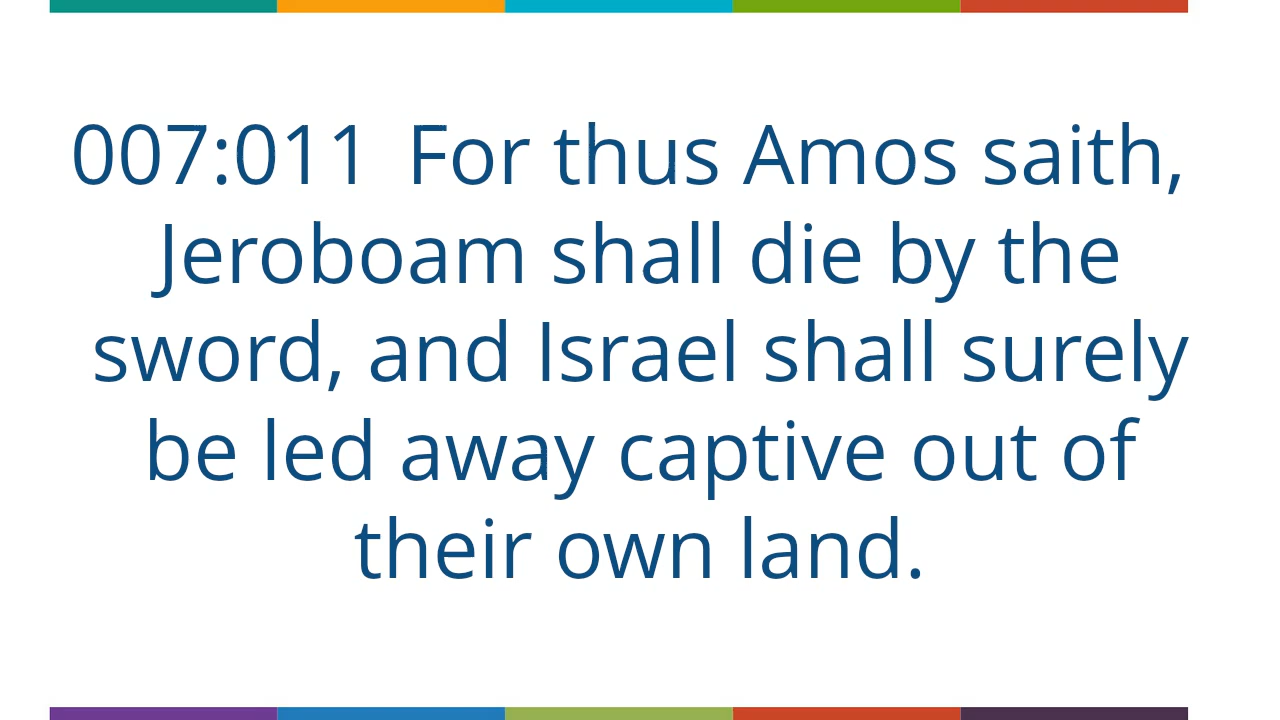 007:011 For thus Amos saith,
Jeroboam shall die by the
sword, and Israel shall surely
be led away captive out of
their own land.